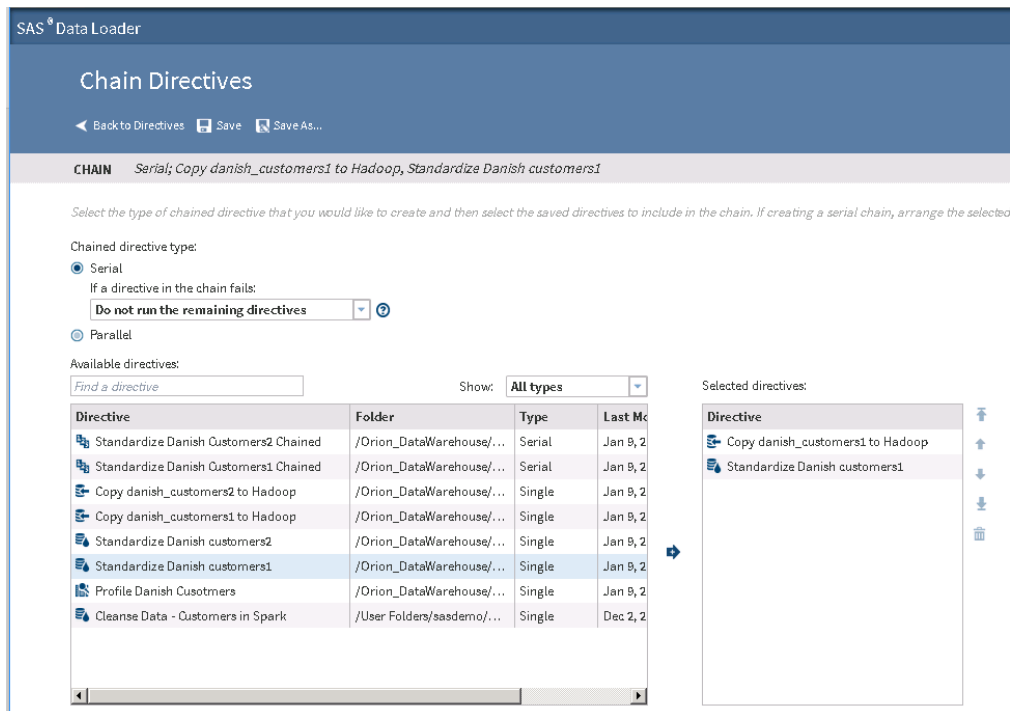 SAS® Data Loader
Chain Directives
Back to Directives Save Save As...
CHAIN Serial; Copy danish_customers1 to Hadoop, Standardize Danish customers1
Select the type of chained directive that you would like to create and then select the saved directives to include in the chain. If creating a serial chain, arrange the selected
Chained directive type:
Serial
If a directive in the chain fails:
Do not run the remaining directives
Parallel
Available directives:
Find a directive Show: All types Selected directives:
Directive Folder Type Last Mo Directive
Standardize Danish Customers2 Chained /Orion_DataWarehouse/... Serial Jan 9, 2 Copy danish_customers1 to Hadoop
Standardize Danish Customers1 Chained /Orion_DataWarehouse/... Serial Jan 9, 2 Standardize Danish customers1
Copy danish_customers2 to Hadoop /Orion_DataWarehouse/... Single Jan 9, 2
Copy danish_customers1 to Hadoop /Orion_DataWarehouse/... Single Jan 9, 2
Standardize Danish customers2 /Orion_DataWarehouse/... Single Jan 9, 2
Standardize Danish customers1 /Orion_DataWarehouse/... Single Jan 9, 2
Profile Danish Cusotmers /Orion_DataWarehouse/... Single Jan 9, 2
Cleanse Data - Customers in Spark /User Folders/sasdemo/... Single Dec 2, 2